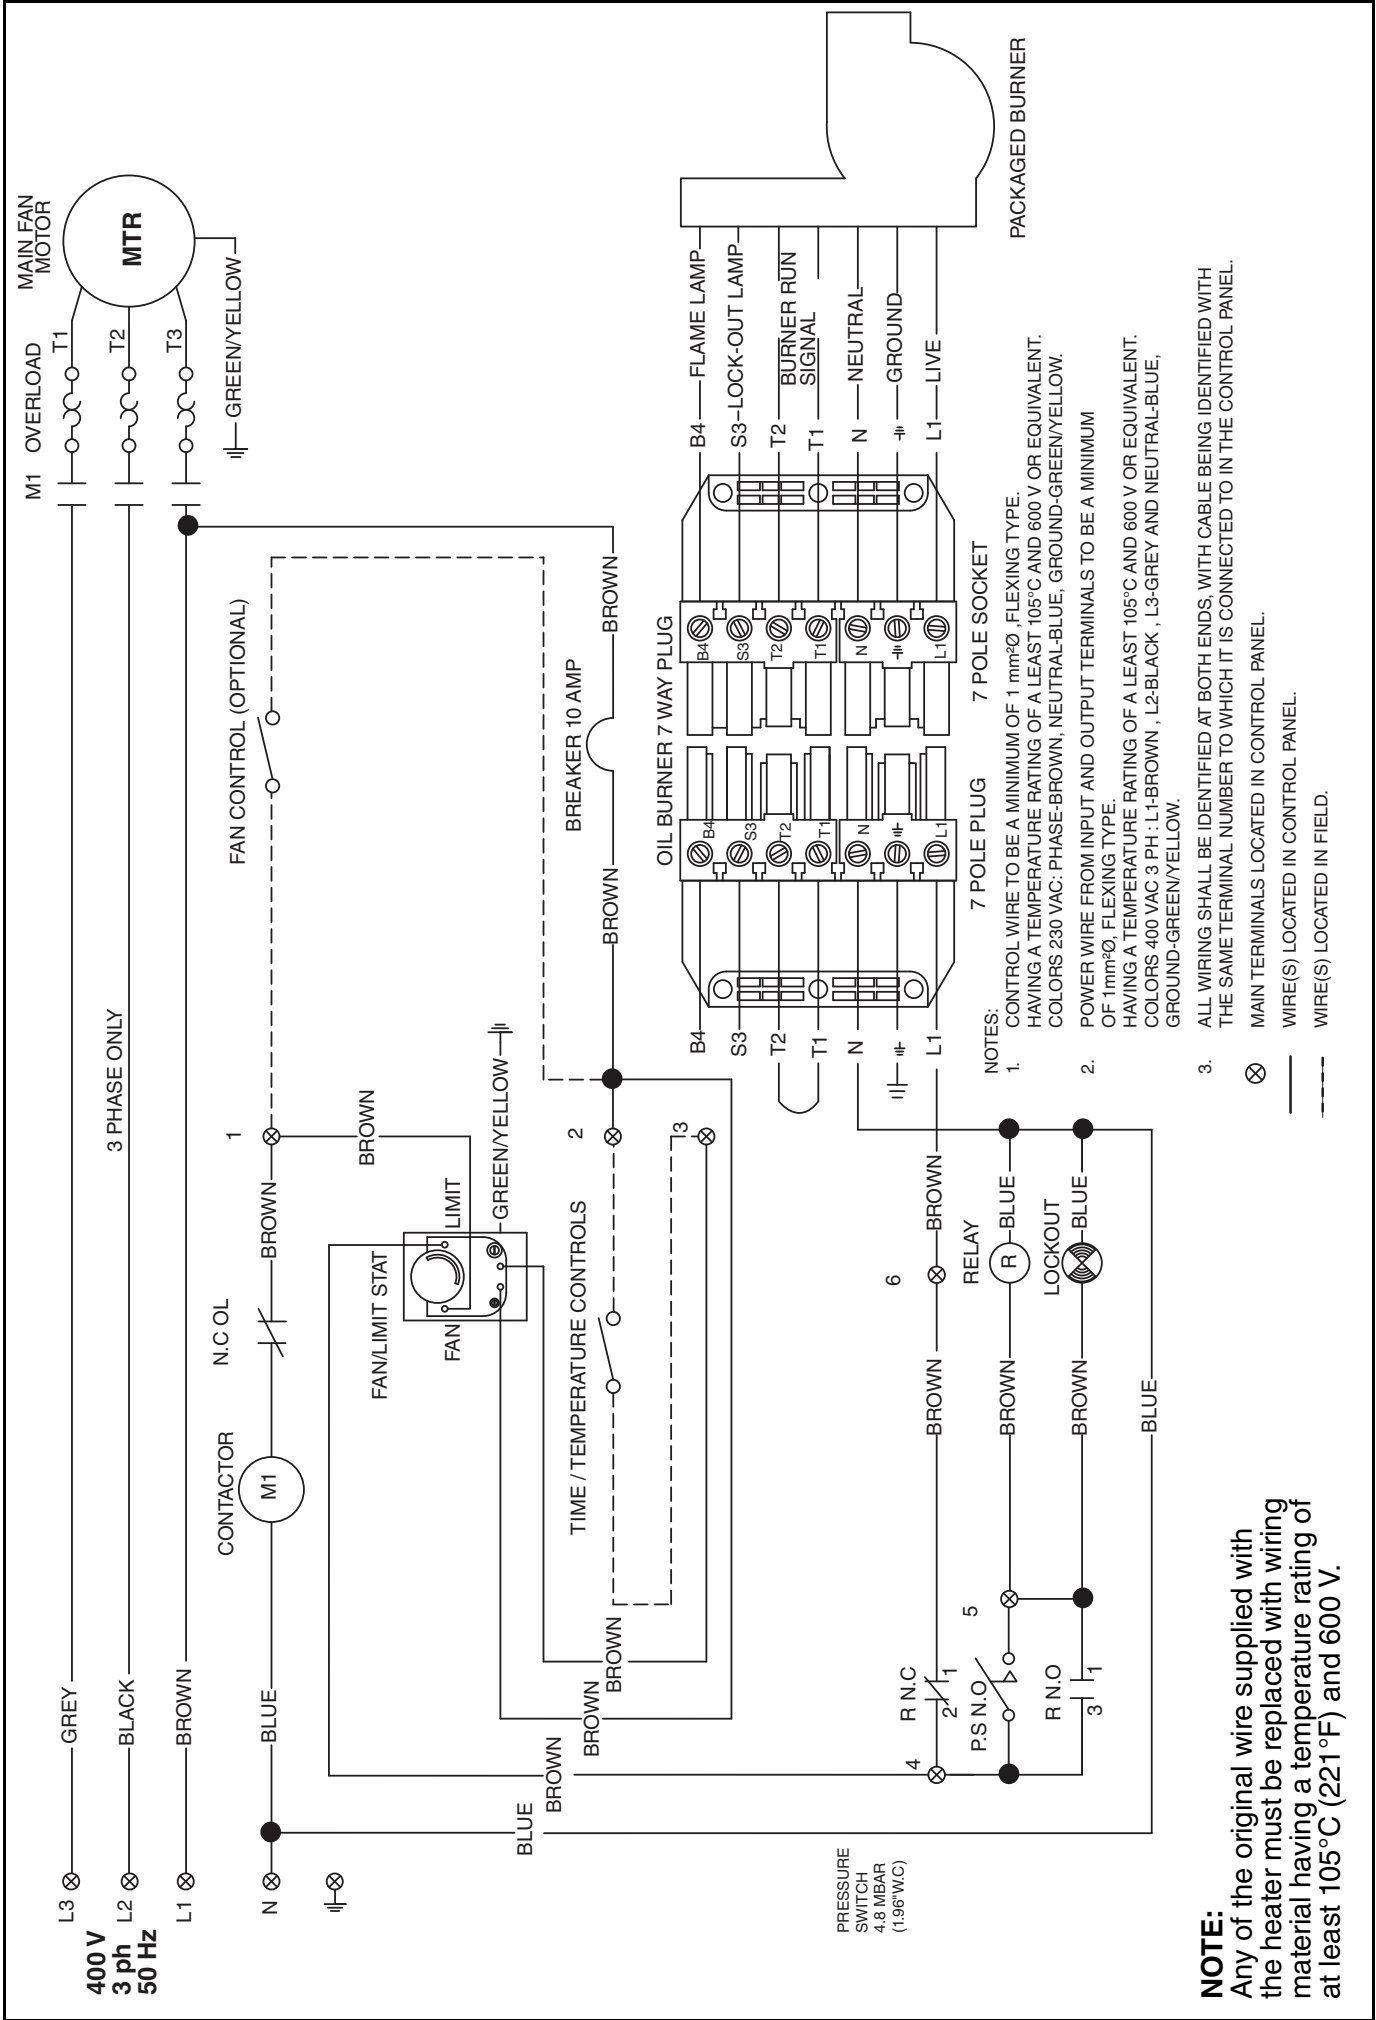 MAIN FAN
MOTOR
MTR
M1
OVERLOAD
T1
T2
T3
GREEN/YELLOW
L3
GREY
3 PHASE ONLY
L2
BLACK
L1
BROWN
400 V
3 ph
50 Hz
N
BLUE
CONTACTOR
M1
N.C OL
BROWN
1
FAN CONTROL (OPTIONAL)
BROWN
FAN/LIMIT STAT
FAN
LIMIT
GREEN/YELLOW
TIME / TEMPERATURE CONTROLS
2
3
BROWN
BREAKER 10 AMP
BROWN
BROWN
BROWN
BROWN
BLUE
OIL BURNER 7 WAY PLUG
B4
S3
T2
T1
N
L1
B4
S3
T2
T1
N
L1
B4
S3
T2
T1
N
L1
B4
FLAME LAMP
S3
LOCK-OUT LAMP
T2
BURNER RUN
SIGNAL
T1
N
NEUTRAL
GROUND
L1
LIVE
PACKAGED BURNER
7 POLE PLUG
7 POLE SOCKET
PRESSURE
SWITCH
4.8 MBAR
(1.96"W.C)
4
R N.C
2
1
BROWN
6
BROWN
P.S N.O
5
BROWN
RELAY
R
BLUE
R N.O
3
1
BROWN
LOCKOUT
BLUE
BLUE
NOTES:
1. CONTROL WIRE TO BE A MINIMUM OF 1 mm²Ø ,FLEXING TYPE.
HAVING A TEMPERATURE RATING OF A LEAST 105°C AND 600 V OR EQUIVALENT.
COLORS 230 VAC: PHASE-BROWN, NEUTRAL-BLUE, GROUND-GREEN/YELLOW.
2. POWER WIRE FROM INPUT AND OUTPUT TERMINALS TO BE A MINIMUM
OF 1mm²Ø, FLEXING TYPE.
HAVING A TEMPERATURE RATING OF A LEAST 105°C AND 600 V OR EQUIVALENT.
COLORS 400 VAC 3 PH : L1-BROWN , L2-BLACK , L3-GREY AND NEUTRAL-BLUE,
GROUND-GREEN/YELLOW.
3. ALL WIRING SHALL BE IDENTIFIED AT BOTH ENDS, WITH CABLE BEING IDENTIFIED WITH
THE SAME TERMINAL NUMBER TO WHICH IT IS CONNECTED TO IN THE CONTROL PANEL.
MAIN TERMINALS LOCATED IN CONTROL PANEL.
WIRE(S) LOCATED IN CONTROL PANEL.
WIRE(S) LOCATED IN FIELD.
NOTE:
Any of the original wire supplied with
the heater must be replaced with wiring
material having a temperature rating of
at least 105°C (221°F) and 600 V.